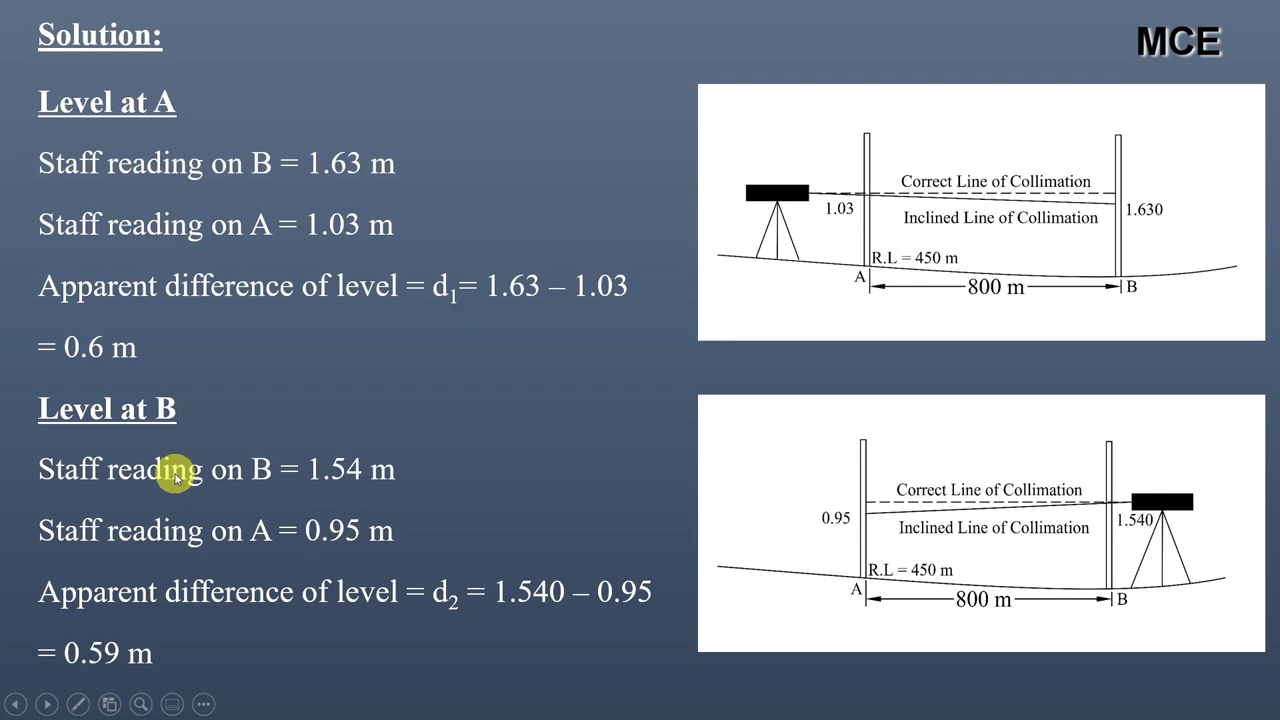 Solution:
MCE
Level at A
Staff reading on B = 1.63 m
Staff reading on A = 1.03 m
Apparent difference of level = d₁= 1.63 – 1.03
= 0.6 m
Level at B
Staff reading on B = 1.54 m
Staff reading on A = 0.95 m
Apparent difference of level = d₂ = 1.540 – 0.95
= 0.59 m
Correct Line of Collimation
1.03
Inclined Line of Collimation
1.630
R.L = 450 m
A
800 m
B
Correct Line of Collimation
0.95
Inclined Line of Collimation
1.540
R.L = 450 m
A
800 m
B